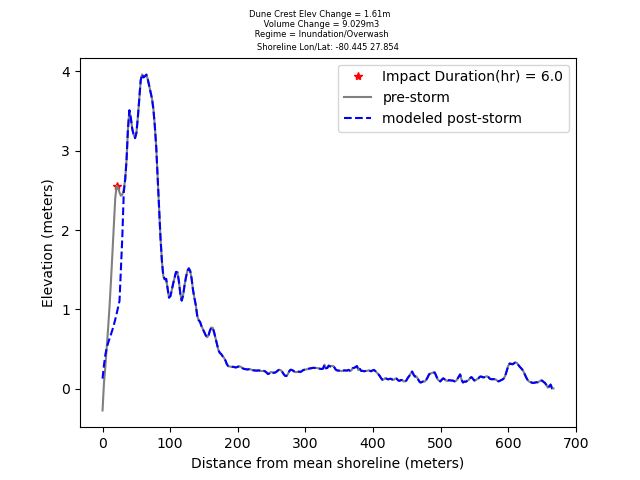 Dune Crest Elev Change = 1.61m
Volume Change = 9.029m3
Regime = Inundation/Overwash
Shoreline Lon/Lat: -80.445 27.854
Impact Duration(hr) = 6.0
pre-storm
modeled post-storm
Elevation (meters)
4
3
2
1
0
0 100 200 300 400 500 600 700
Distance from mean shoreline (meters)